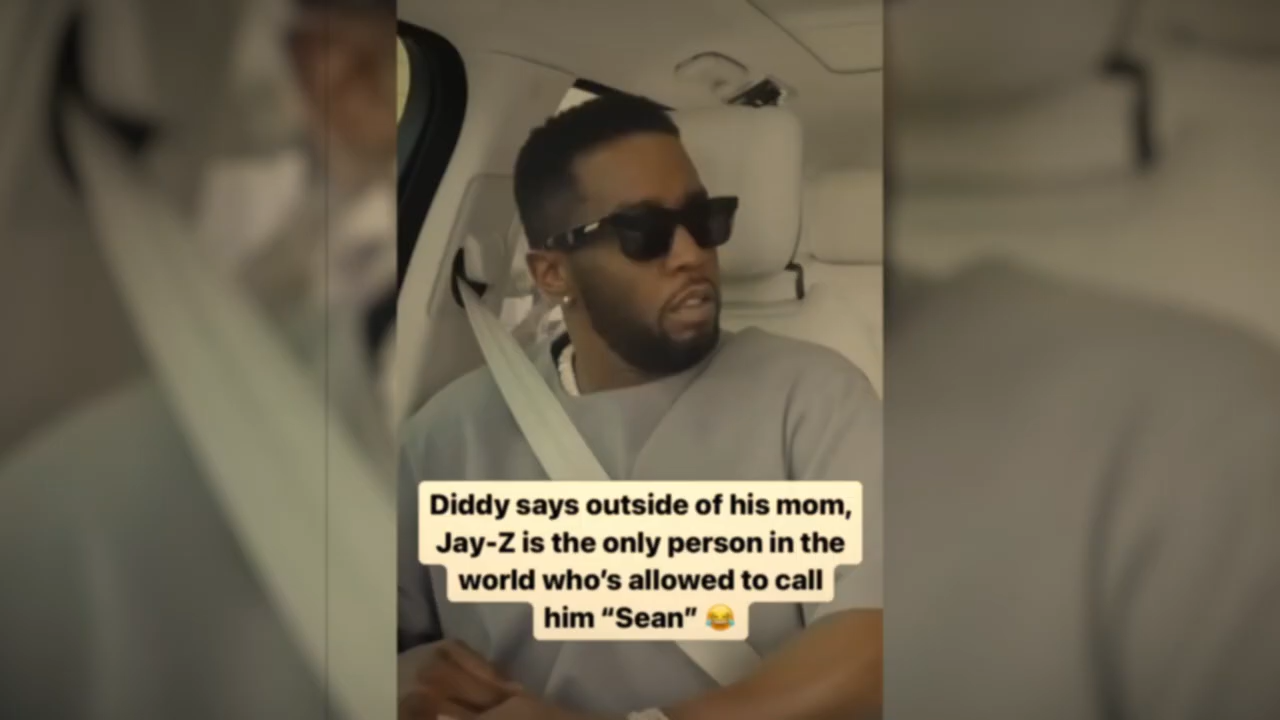 Diddy says outside of his mom,
Jay-Z is the only person in the
world who’s allowed to call
him “Sean” 😂